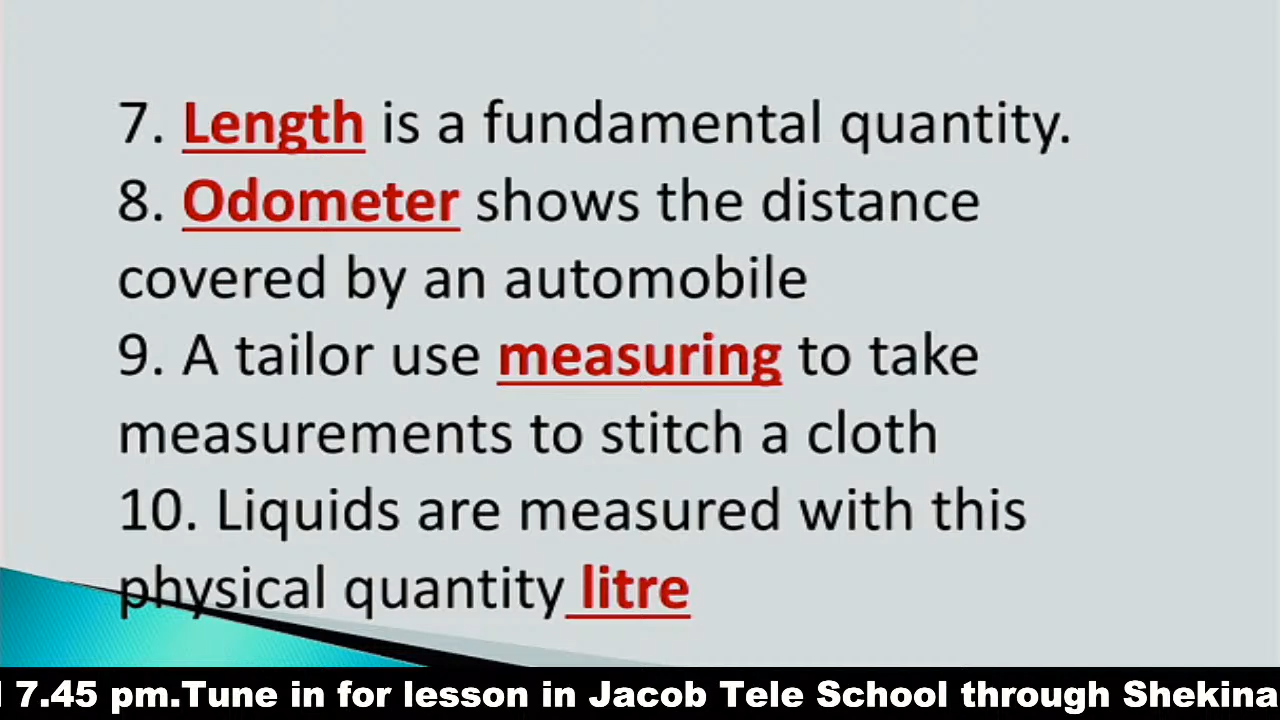 7. Length is a fundamental quantity.
8. Odometer shows the distance
covered by an automobile
9. A tailor use measuring to take
measurements to stitch a cloth
10. Liquids are measured with this
physical quantity litre
7.45 pm.Tune in for lesson in Jacob Tele School through Shekina